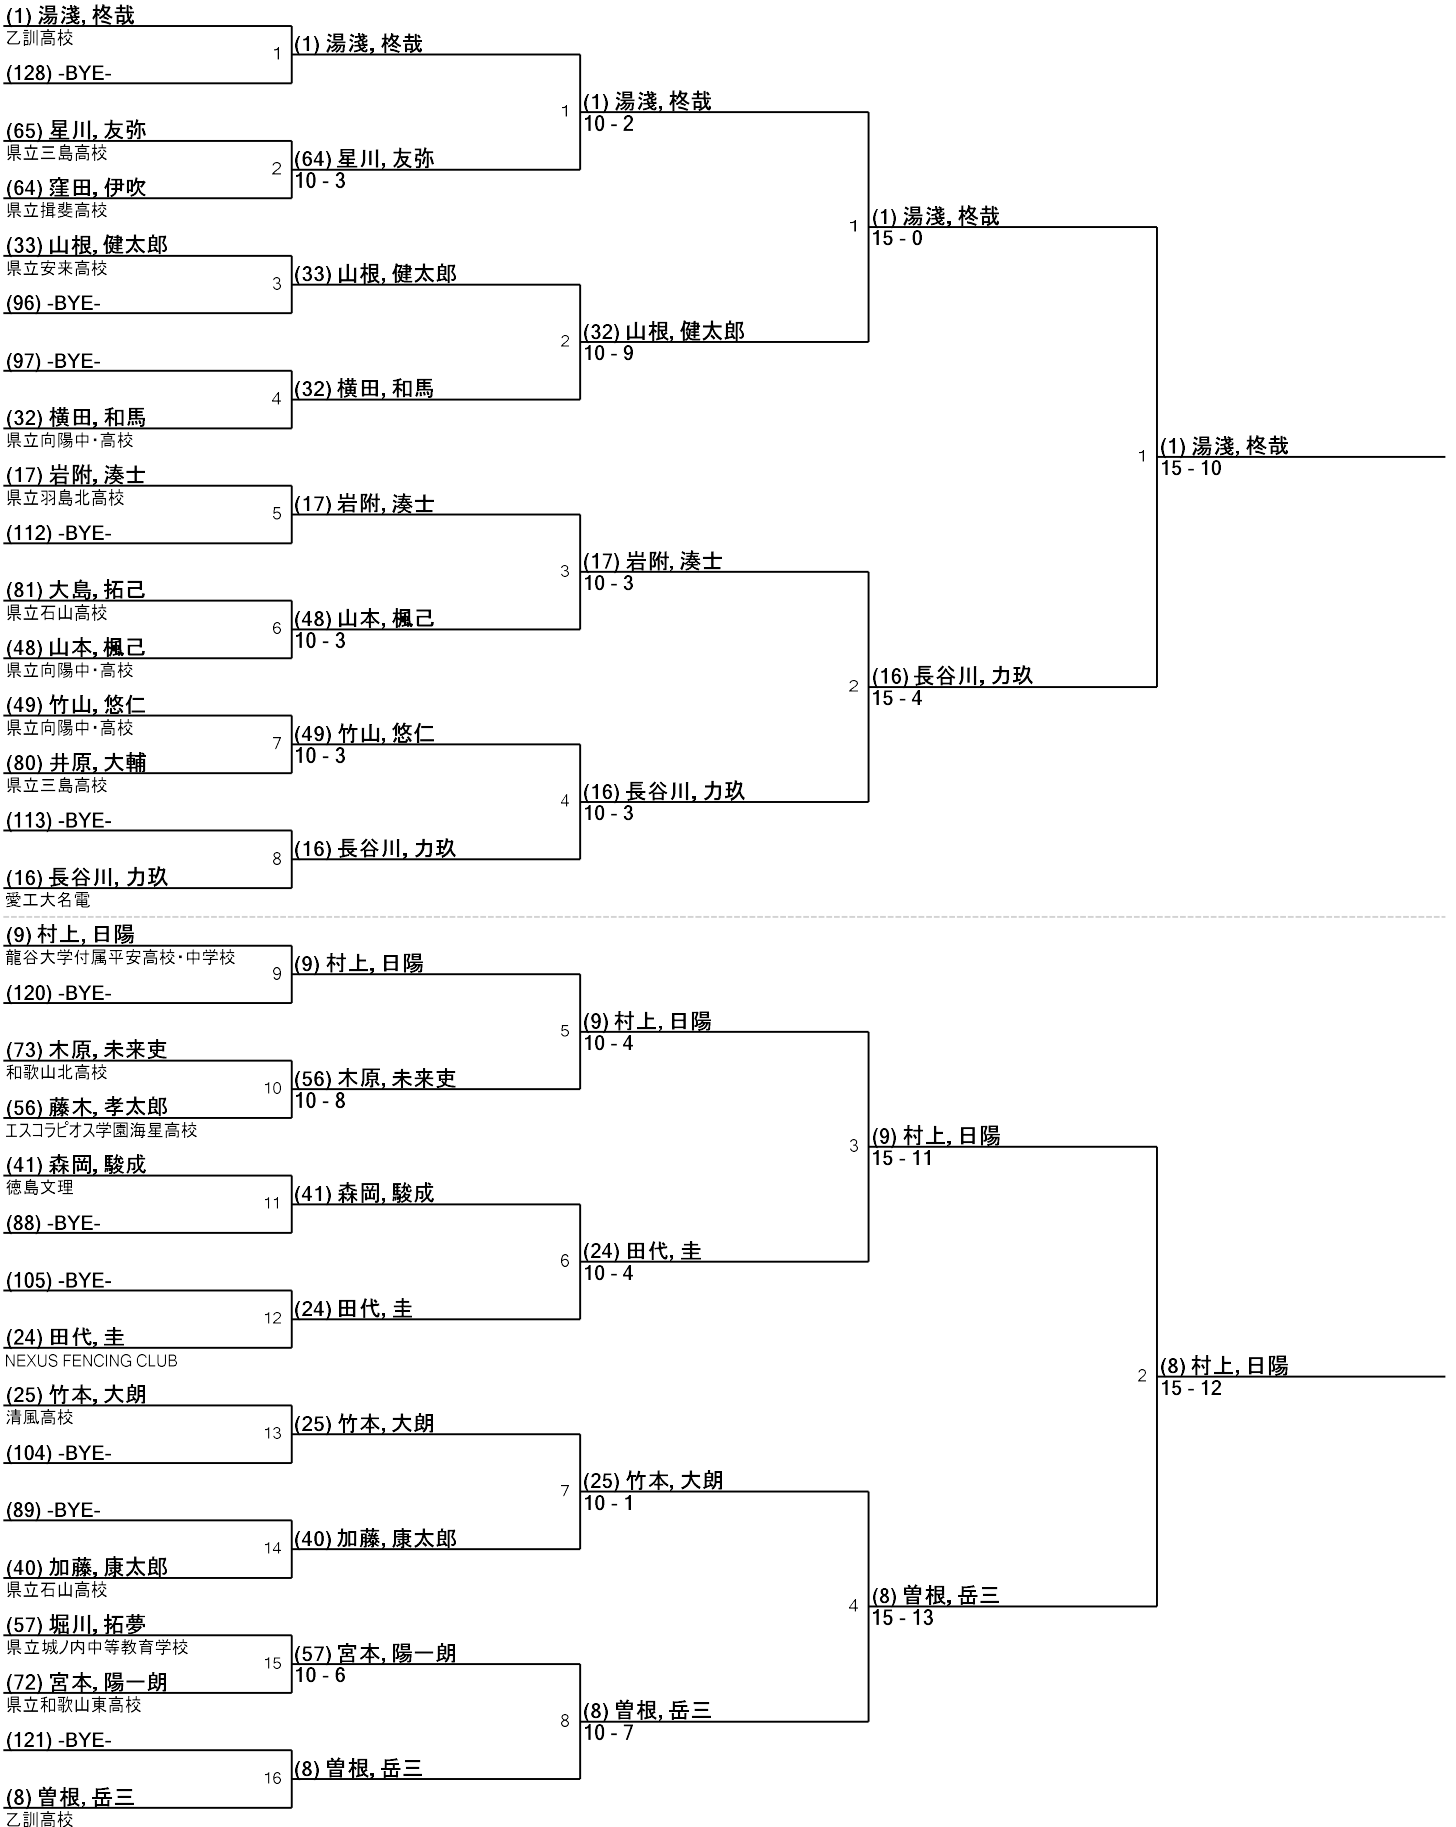 (1) 湯淺, 柊哉
乙訓高校
1
(128) -BYE-
(65) 星川, 友弥
県立三島高校
2
(64) 窪田, 伊吹
県立揖斐高校
(33) 山根, 健太郎
県立安来高校
3
(96) -BYE-
(97) -BYE-
4
(32) 横田, 和馬
県立向陽中・高校
(17) 岩附, 湊士
県立羽島北高校
5
(112) -BYE-
(81) 大島, 拓己
県立石山高校
6
(48) 山本, 楓己
県立向陽中・高校
(49) 竹山, 悠仁
県立向陽中・高校
7
(80) 井原, 大輔
県立三島高校
(113) -BYE-
8
(16) 長谷川, 力玖
愛工大名電
(9) 村上, 日陽
龍谷大学付属平安高校・中学校
9
(120) -BYE-
(73) 木原, 未来吏
和歌山北高校
10
(56) 藤木, 孝太郎
エスコラピオス学園海星高校
(41) 森岡, 駿成
徳島文理
11
(88) -BYE-
(105) -BYE-
12
(24) 田代, 圭
NEXUS FENCING CLUB
(25) 竹本, 大朗
清風高校
13
(104) -BYE-
(89) -BYE-
14
(40) 加藤, 康太郎
県立石山高校
(57) 堀川, 拓夢
県立城ノ内中等教育学校
15
(72) 宮本, 陽一朗
県立和歌山東高校
(121) -BYE-
16
(8) 曽根, 岳三
乙訓高校
(1) 湯淺, 柊哉
1
(64) 星川, 友弥
10 - 3
(33) 山根, 健太郎
2
(32) 横田, 和馬
(17) 岩附, 湊士
3
(48) 山本, 楓己
10 - 3
(49) 竹山, 悠仁
10 - 3
4
(16) 長谷川, 力玖
(9) 村上, 日陽
5
(56) 木原, 未来吏
10 - 8
(41) 森岡, 駿成
6
(24) 田代, 圭
(25) 竹本, 大朗
7
(40) 加藤, 康太郎
(57) 宮本, 陽一朗
10 - 6
8
(8) 曽根, 岳三
(1) 湯淺, 柊哉
10 - 2
1
(32) 山根, 健太郎
10 - 9
(17) 岩附, 湊士
10 - 3
2
(16) 長谷川, 力玖
10 - 3
(9) 村上, 日陽
10 - 4
3
(24) 田代, 圭
10 - 4
(25) 竹本, 大朗
10 - 1
4
(8) 曽根, 岳三
10 - 7
(1) 湯淺, 柊哉
15 - 0
1
(16) 長谷川, 力玖
15 - 4
(9) 村上, 日陽
15 - 11
2
(8) 曽根, 岳三
15 - 13
(1) 湯淺, 柊哉
15 - 10
(8) 村上, 日陽
15 - 12